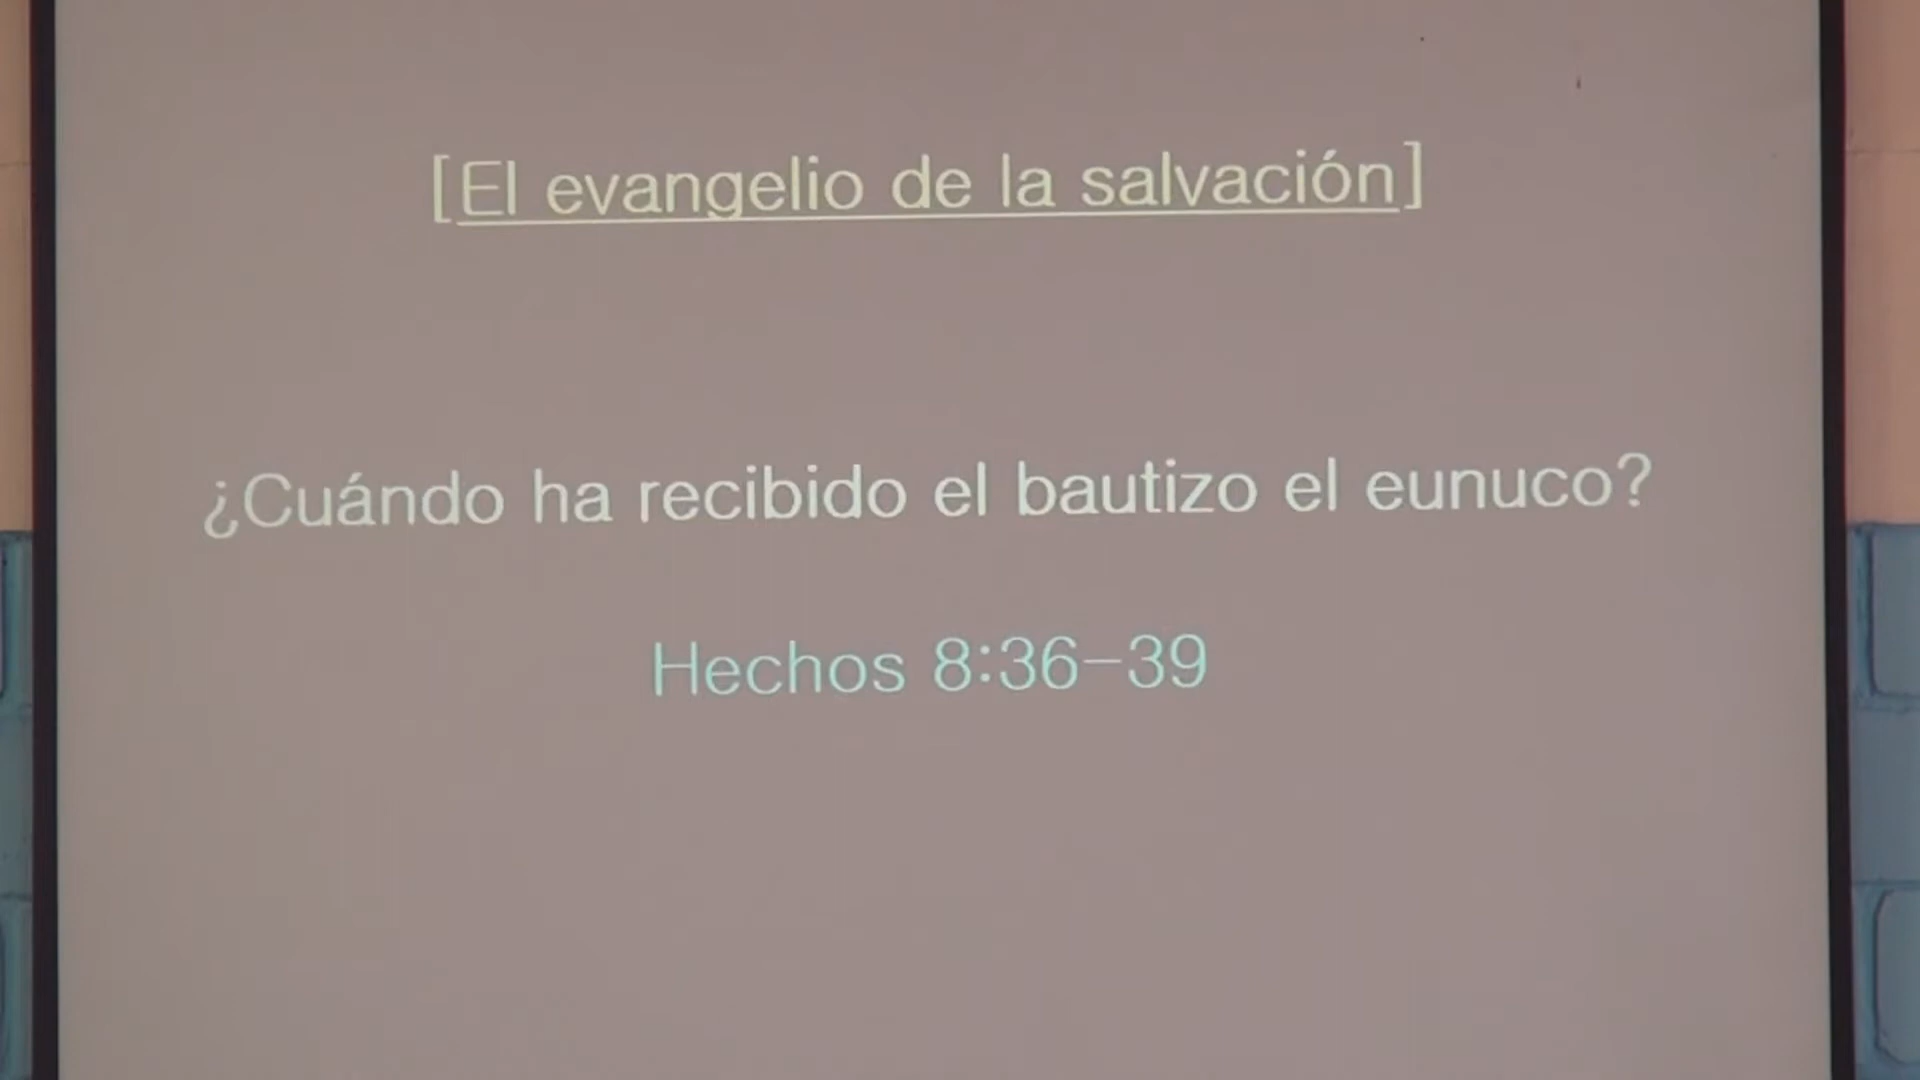 [El evangelio de la salvación]
¿Cuándo ha recibido el bautizo el eunuco?
Hechos 8:36-39